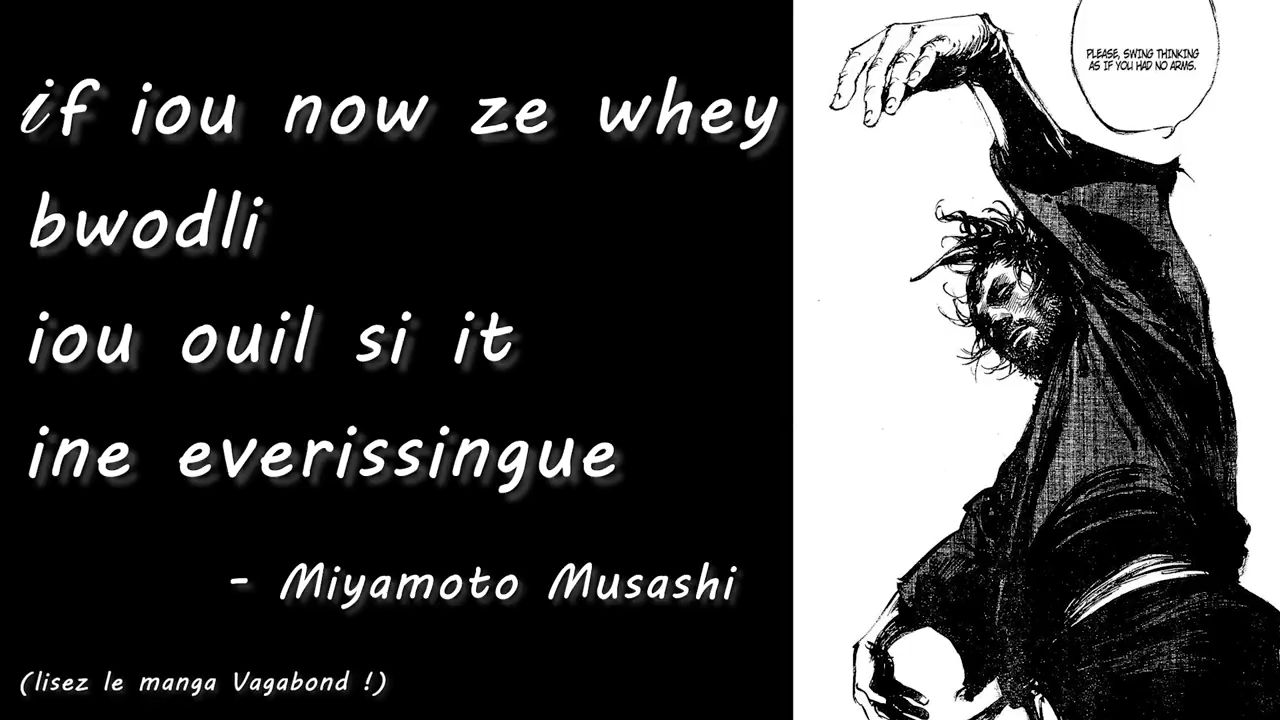 if iou now ze whey
bwodli
iou ouil si it
ine everissingue
- Miyamoto Musashi
(lisez le manga Vagabond !)
PLEASE, SWING THINKING
AS IF YOU HAD NO ARMS.